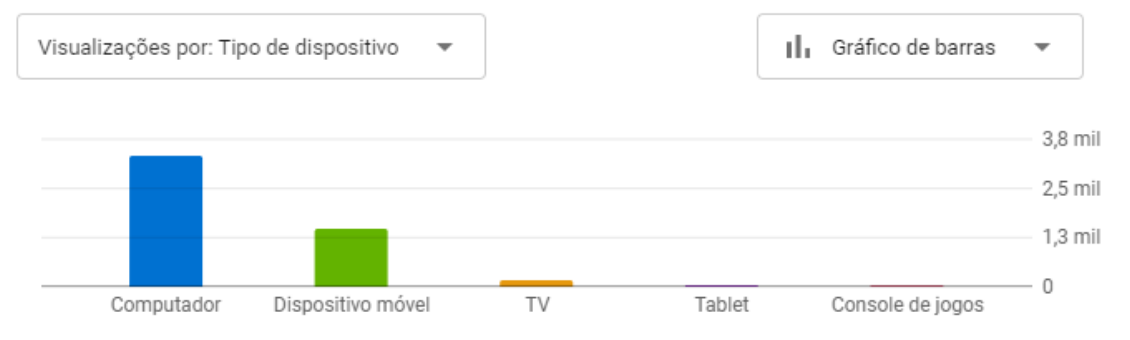 Visualizações por: Tipo de dispositivo
Gráfico de barras
3,8 mil
2,5 mil
1,3 mil
0
Computador
Dispositivo móvel
TV
Tablet
Console de jogos